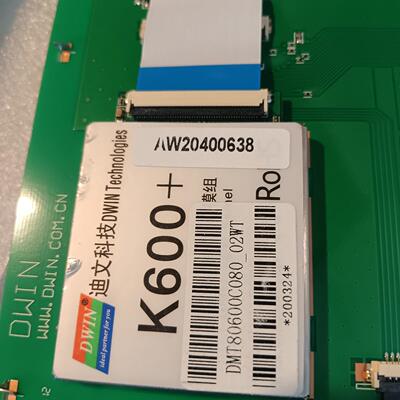 AW20400638
迪文科技DWIN Technologies
K600+
模组
Ro
DWIN
ideal partner for you
DMT80600C080_02WT
*200324*
DWIN
WWW.DWIN.COM.CN
12